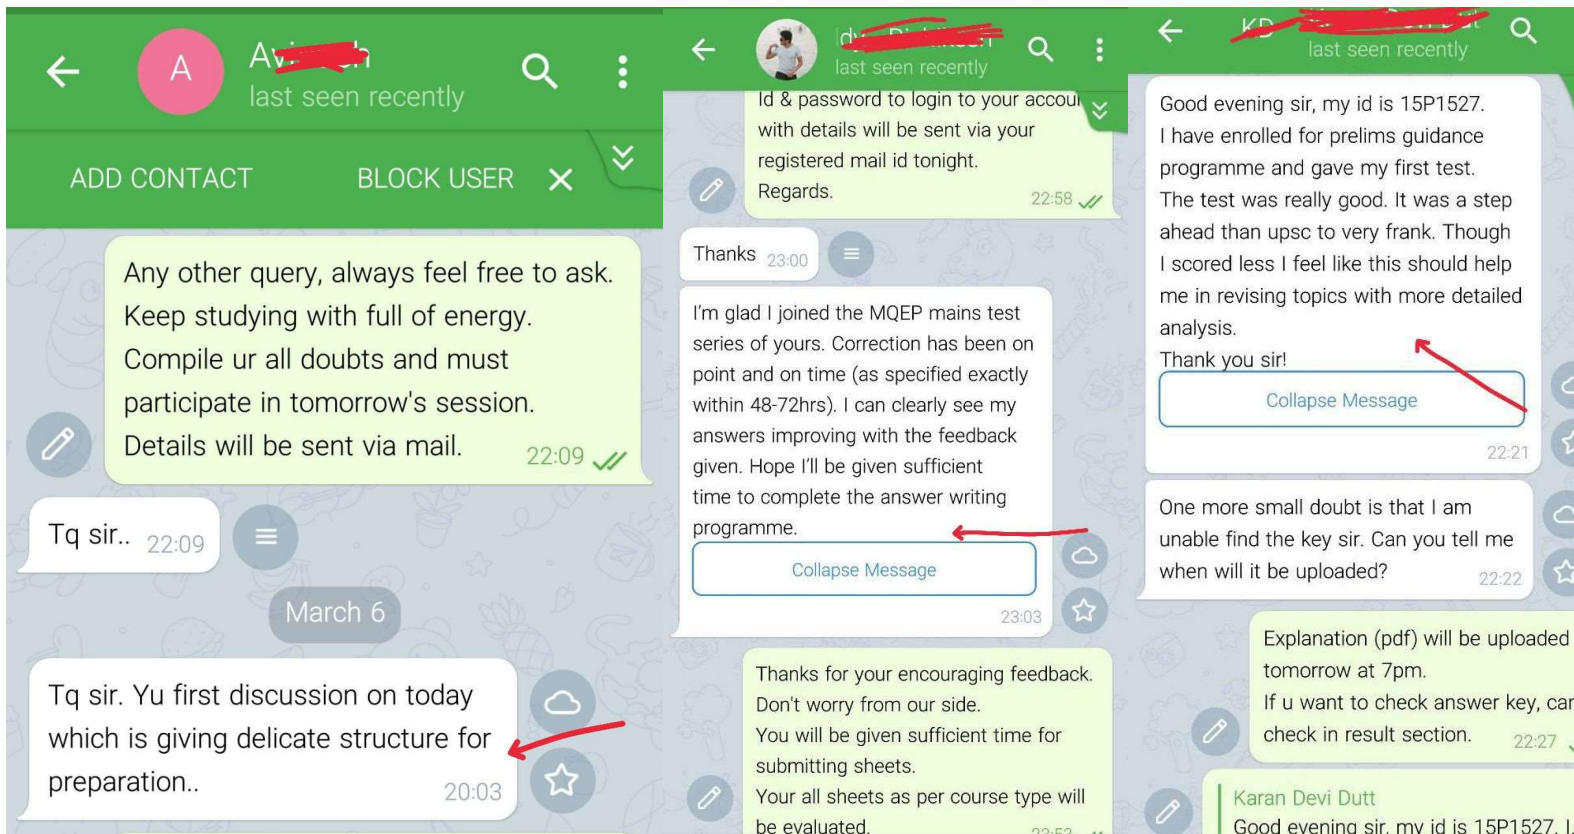 A
last seen recently
ADD CONTACT
BLOCK USER
Any other query, always feel free to ask.
Keep studying with full of energy.
Compile ur all doubts and must
participate in tomorrow's session.
Details will be sent via mail.
22:09
Tq sir..
22:09
March 6
Tq sir. Yu first discussion on today
which is giving delicate structure for
preparation..
20:03
last seen recently
Id & password to login to your accou
with details will be sent via your
registered mail id tonight.
Regards.
22:58
Thanks
23:00
I'm glad I joined the MQEP mains test
series of yours. Correction has been on
point and on time (as specified exactly
within 48-72hrs). I can clearly see my
answers improving with the feedback
given. Hope I'll be given sufficient
time to complete the answer writing
programme.
Collapse Message
23:03
Thanks for your encouraging feedback.
Don't worry from our side.
You will be given sufficient time for
submitting sheets.
Your all sheets as per course type will
be evaluated.
23:53
KD
last seen recently
Good evening sir, my id is 15P1527.
I have enrolled for prelims guidance
programme and gave my first test.
The test was really good. It was a step
ahead than upsc to very frank. Though
I scored less I feel like this should help
me in revising topics with more detailed
analysis.
Thank you sir!
Collapse Message
22:21
One more small doubt is that I am
unable find the key sir. Can you tell me
when will it be uploaded?
22:22
Explanation (pdf) will be uploaded
tomorrow at 7pm.
If u want to check answer key, can
check in result section.
22:27
Karan Devi Dutt
Good evening sir, my id is 15P1527. I